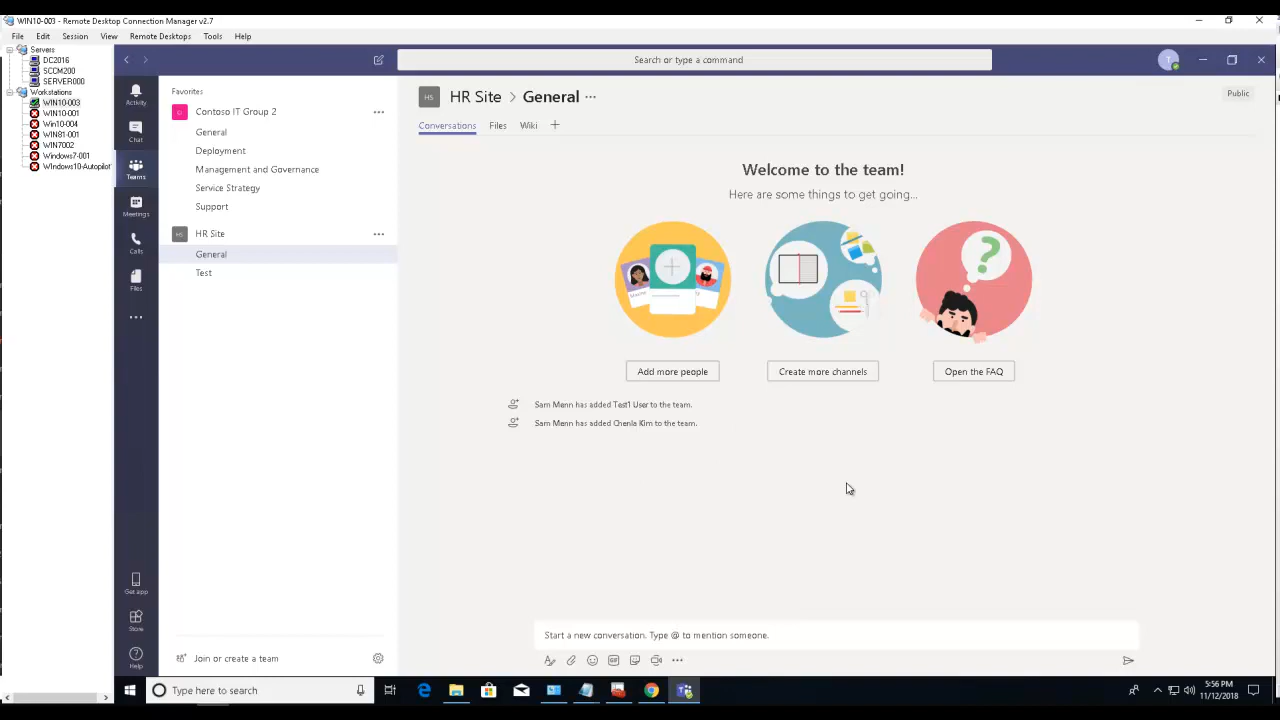 WIN10-003 - Remote Desktop Connection Manager v2.7
File Edit Session View Remote Desktops Tools Help
Servers
DC2016
SCCM200
SERVER000
Workstations
WIN10-003
WIN10-001
Win10-004
WIN81-001
WIN7002
Windows7-001
Windows10-Autopilot
Search or type a command
T
Activity
Chat
Teams
Meetings
Calls
Files
Get app
Store
Help
Favorites
Contoso IT Group 2
General
Deployment
Management and Governance
Service Strategy
Support
HS HR Site
General
Test
Join or create a team
HS HR Site > General ...
Public
Conversations Files Wiki +
Welcome to the team!
Here are some things to get going...
Add more people
Create more channels
Open the FAQ
Sam Menn has added Test1 User to the team.
Sam Menn has added Chenla Kim to the team.
Start a new conversation. Type @ to mention someone.
GIF
Type here to search
5:56 PM
11/12/2018